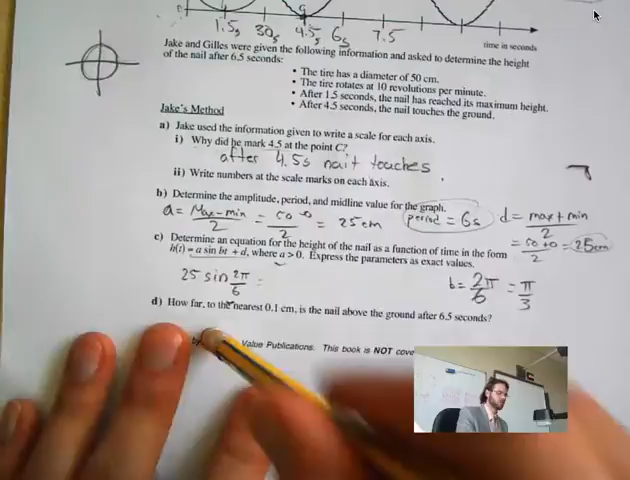 1.5s 30s 4.5s 6s 7.5
time in seconds
Jake and Gilles were given the following information and asked to determine the height
of the nail after 6.5 seconds:
• The tire has a diameter of 50 cm.
• The tire rotates at 10 revolutions per minute.
• After 1.5 seconds, the nail has reached its maximum height.
• After 4.5 seconds, the nail touches the ground.
Jake's Method
a) Jake used the information given to write a scale for each axis.
i) Why did he mark 4.5 at the point C?
after 4.5s nail touches
ii) Write numbers at the scale marks on each axis.
b) Determine the amplitude, period, and midline value for the graph.
a = Max-min/2 = 50-0/2 = 25cm period = 6s d = max+min/2
= 50+0/2 = 25cm
c) Determine an equation for the height of the nail as a function of time in the form
h(t) = a sin bt + d, where a > 0. Express the parameters as exact values.
25 sin 2π/6 = b = 2π/6 = π/3
d) How far, to the nearest 0.1 cm, is the nail above the ground after 6.5 seconds?
by Value Publications. This book is NOT cove